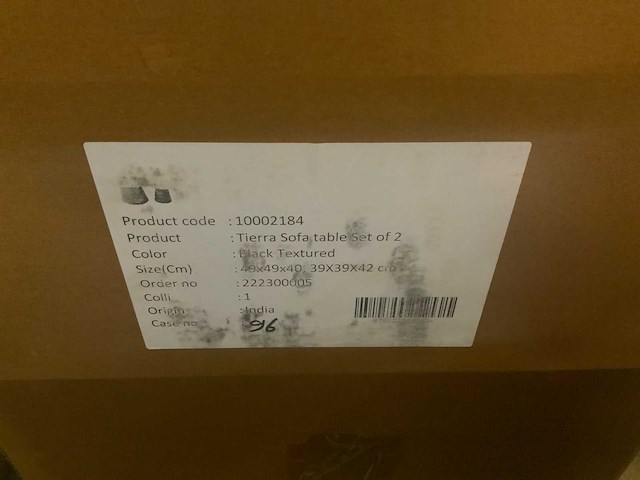 Product code : 10002184
Product : Tierra Sofa table Set of 2
Color : Black Textured
Size(Cm) : 49x49x40, 39X39X42 cm
Order no : 222300005
Colli : 1
Origin : India
Case no 96